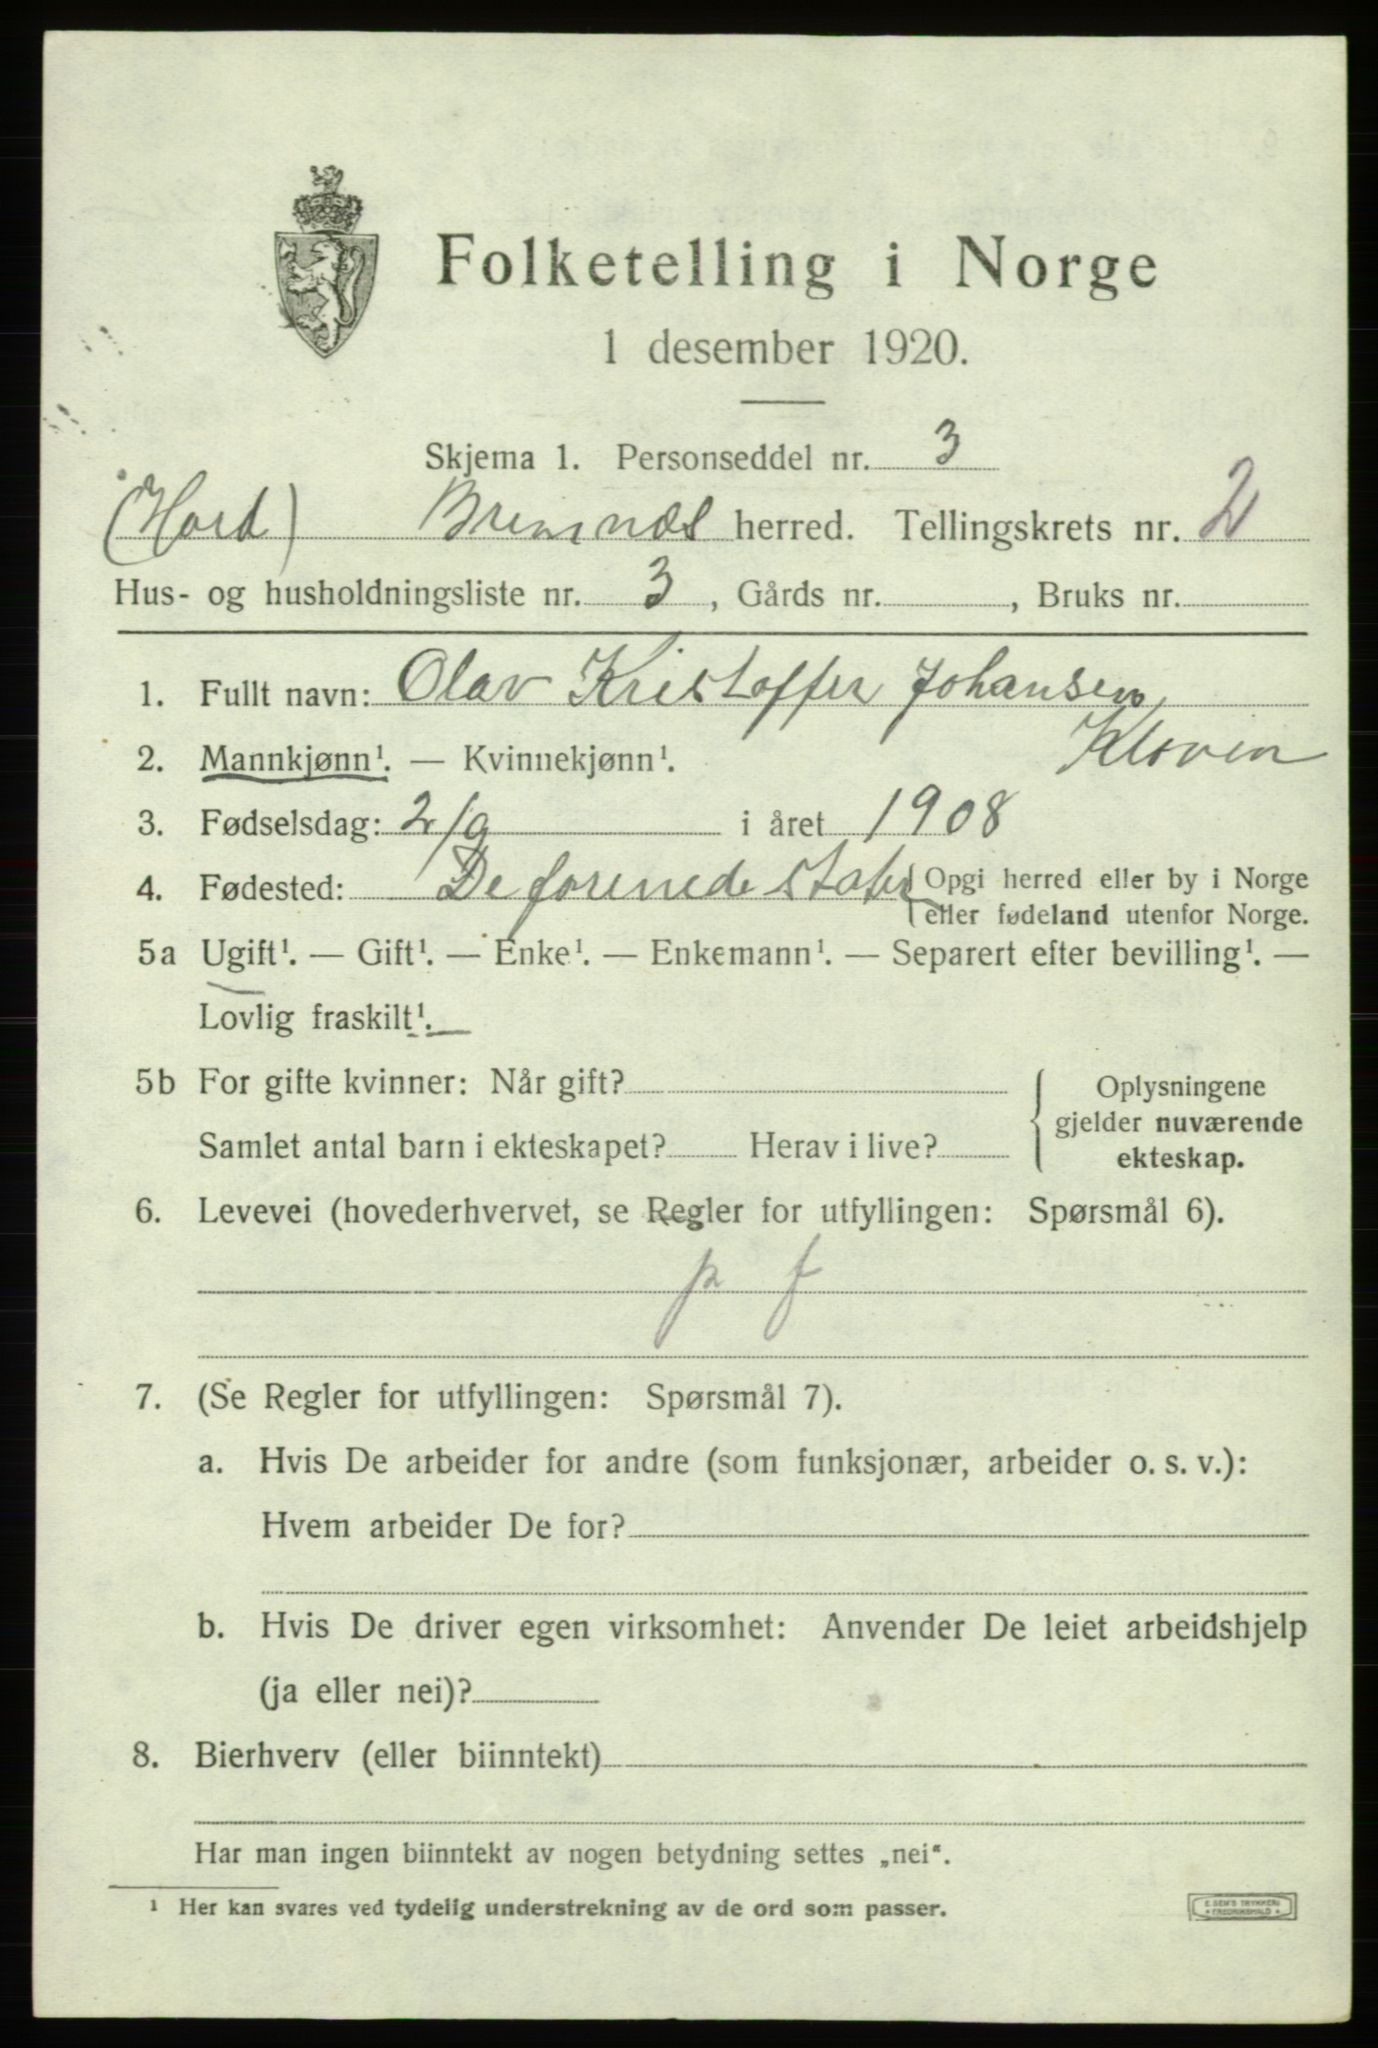 Folketelling i Norge
1 desember 1920.
Skjema 1. Personseddel nr. 3
(Hord) Bremnæs herred. Tellingskrets nr. 2
Hus- og husholdningsliste nr. 3, Gårds nr. , Bruks nr.
1. Fullt navn: Olav Kristoffer Johansen
Kloven
2. Mannkjønn¹. — Kvinnekjønn¹.
3. Fødselsdag: 2/9 i året 1908
4. Fødested: De forenede stater Opgi herred eller by i Norge
eller fødeland utenfor Norge.
5a Ugift¹. — Gift¹. — Enke¹. — Enkemann¹. — Separert efter bevilling¹. —
Lovlig fraskilt¹.
5b For gifte kvinner: Når gift? Oplysningene
gjelder nuværende
Samlet antal barn i ekteskapet? Herav i live? ekteskap.
6. Levevei (hovederhvervet, se Regler for utfyllingen: Spørsmål 6).
p f
7. (Se Regler for utfyllingen: Spørsmål 7).
a. Hvis De arbeider for andre (som funksjonær, arbeider o. s. v.):
Hvem arbeider De for?
b. Hvis De driver egen virksomhet: Anvender De leiet arbeidshjelp
(ja eller nei)?
8. Bierhverv (eller biinntekt)
Har man ingen biinntekt av nogen betydning settes „nei“.
¹ Her kan svares ved tydelig understrekning av de ord som passer.
E. SEM'S TRYKKERI
FREDRIKSHALD